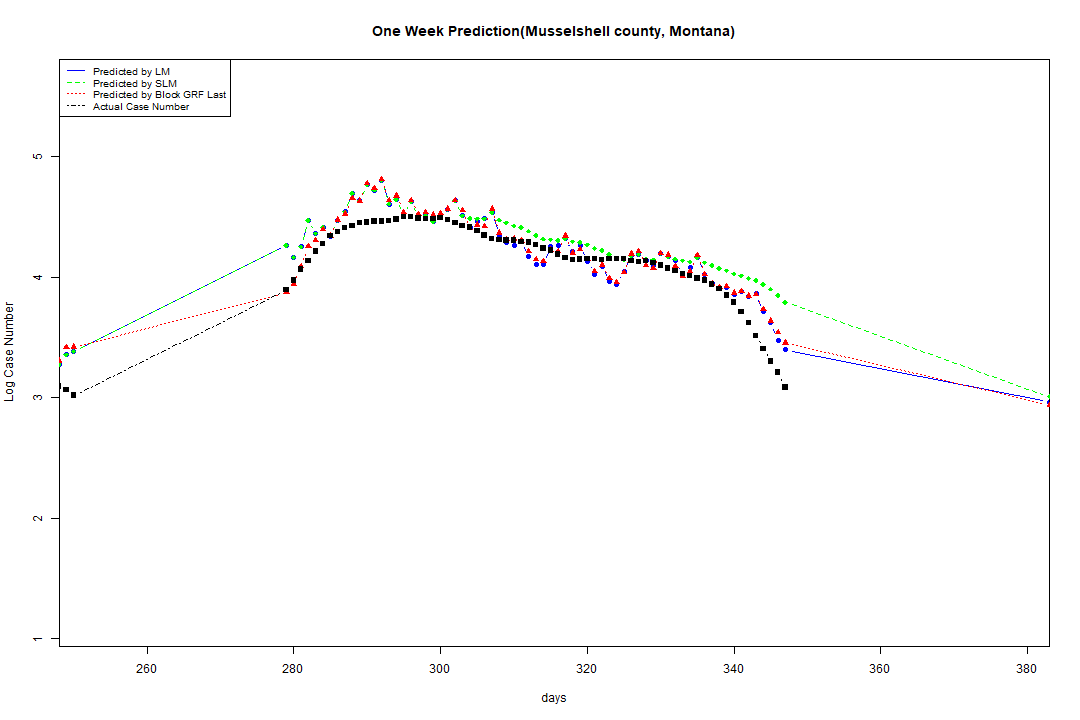 One Week Prediction(Musselshell county, Montana)
Predicted by LM
Predicted by SLM
Predicted by Block GRF Last
Actual Case Number
5
4
3
2
1
Log Case Number
260 280 300 320 340 360 380
days